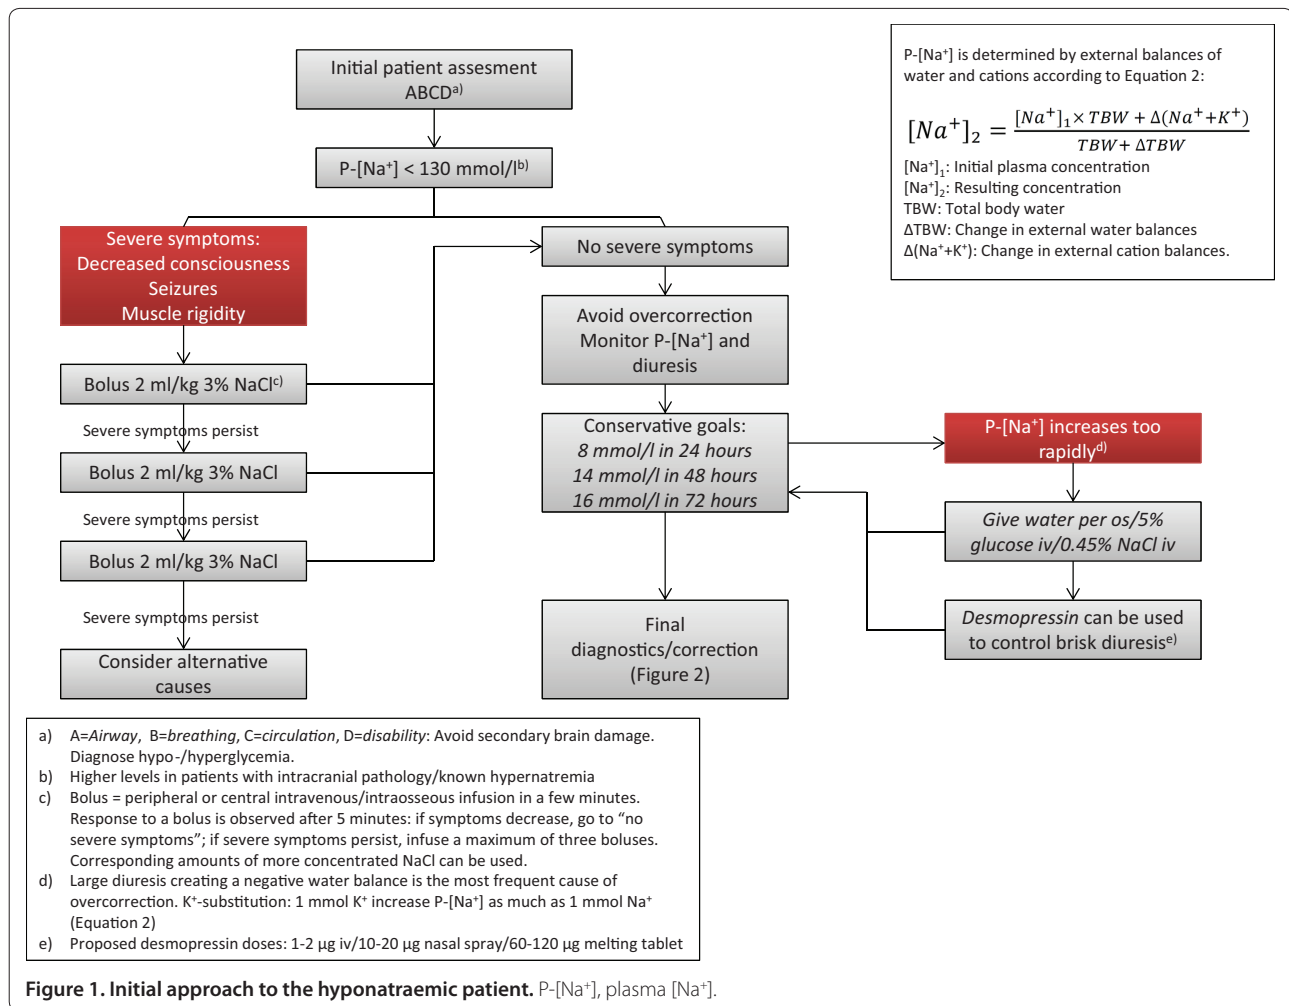 Initial patient assesment
ABCDa)
P-[Na+] < 130 mmol/lb)
Severe symptoms:
Decreased consciousness
Seizures
Muscle rigidity
Bolus 2 ml/kg 3% NaClc)
Severe symptoms persist
Bolus 2 ml/kg 3% NaCl
Severe symptoms persist
Bolus 2 ml/kg 3% NaCl
Severe symptoms persist
Consider alternative
causes
No severe symptoms
Avoid overcorrection
Monitor P-[Na+] and
diuresis
Conservative goals:
8 mmol/l in 24 hours
14 mmol/l in 48 hours
16 mmol/l in 72 hours
Final
diagnostics/correction
(Figure 2)
P-[Na+] increases too
rapidlyd)
Give water per os/5%
glucose iv/0.45% NaCl iv
Desmopressin can be used
to control brisk diuresise)
P-[Na+] is determined by external balances of
water and cations according to Equation 2:
[Na+]2 = [Na+]1 × TBW + Δ(Na+ +K+) / TBW+ ΔTBW
[Na+]1: Initial plasma concentration
[Na+]2: Resulting concentration
TBW: Total body water
ΔTBW: Change in external water balances
Δ(Na++K+): Change in external cation balances.
a) A=Airway, B=breathing, C=circulation, D=disability: Avoid secondary brain damage.
Diagnose hypo-/hyperglycemia.
b) Higher levels in patients with intracranial pathology/known hypernatremia
c) Bolus = peripheral or central intravenous/intraosseous infusion in a few minutes.
Response to a bolus is observed after 5 minutes: if symptoms decrease, go to “no
severe symptoms”; if severe symptoms persist, infuse a maximum of three boluses.
Corresponding amounts of more concentrated NaCl can be used.
d) Large diuresis creating a negative water balance is the most frequent cause of
overcorrection. K+-substitution: 1 mmol K+ increase P-[Na+] as much as 1 mmol Na+
(Equation 2)
e) Proposed desmopressin doses: 1-2 µg iv/10-20 µg nasal spray/60-120 µg melting tablet
Figure 1. Initial approach to the hyponatraemic patient. P-[Na+], plasma [Na+].